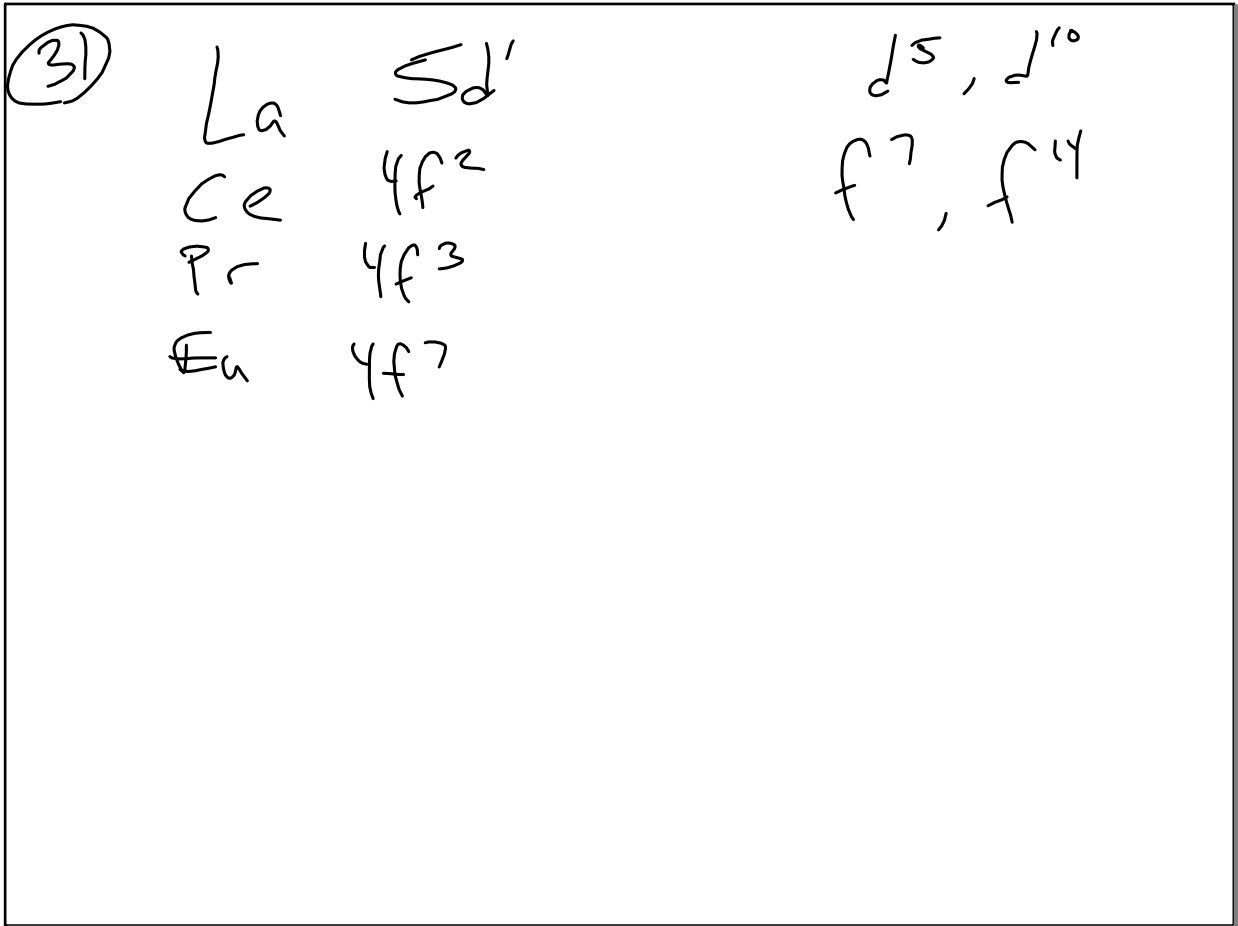 31 La 5d¹ d⁵, d¹⁰
Ce 4f² f⁷, f¹⁴
Pr 4f³
Eu 4f⁷